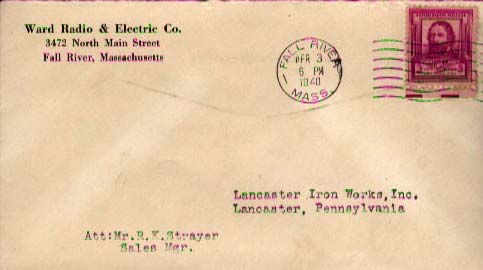 Ward Radio & Electric Co.
3472 North Main Street
Fall River, Massachusetts
FALL RIVER
APR 3
6 PM
1940
MASS.
Lancaster Iron Works, Inc.
Lancaster, Pennsylvania
Att: Mr. R. K. Strayer
Sales Mgr.